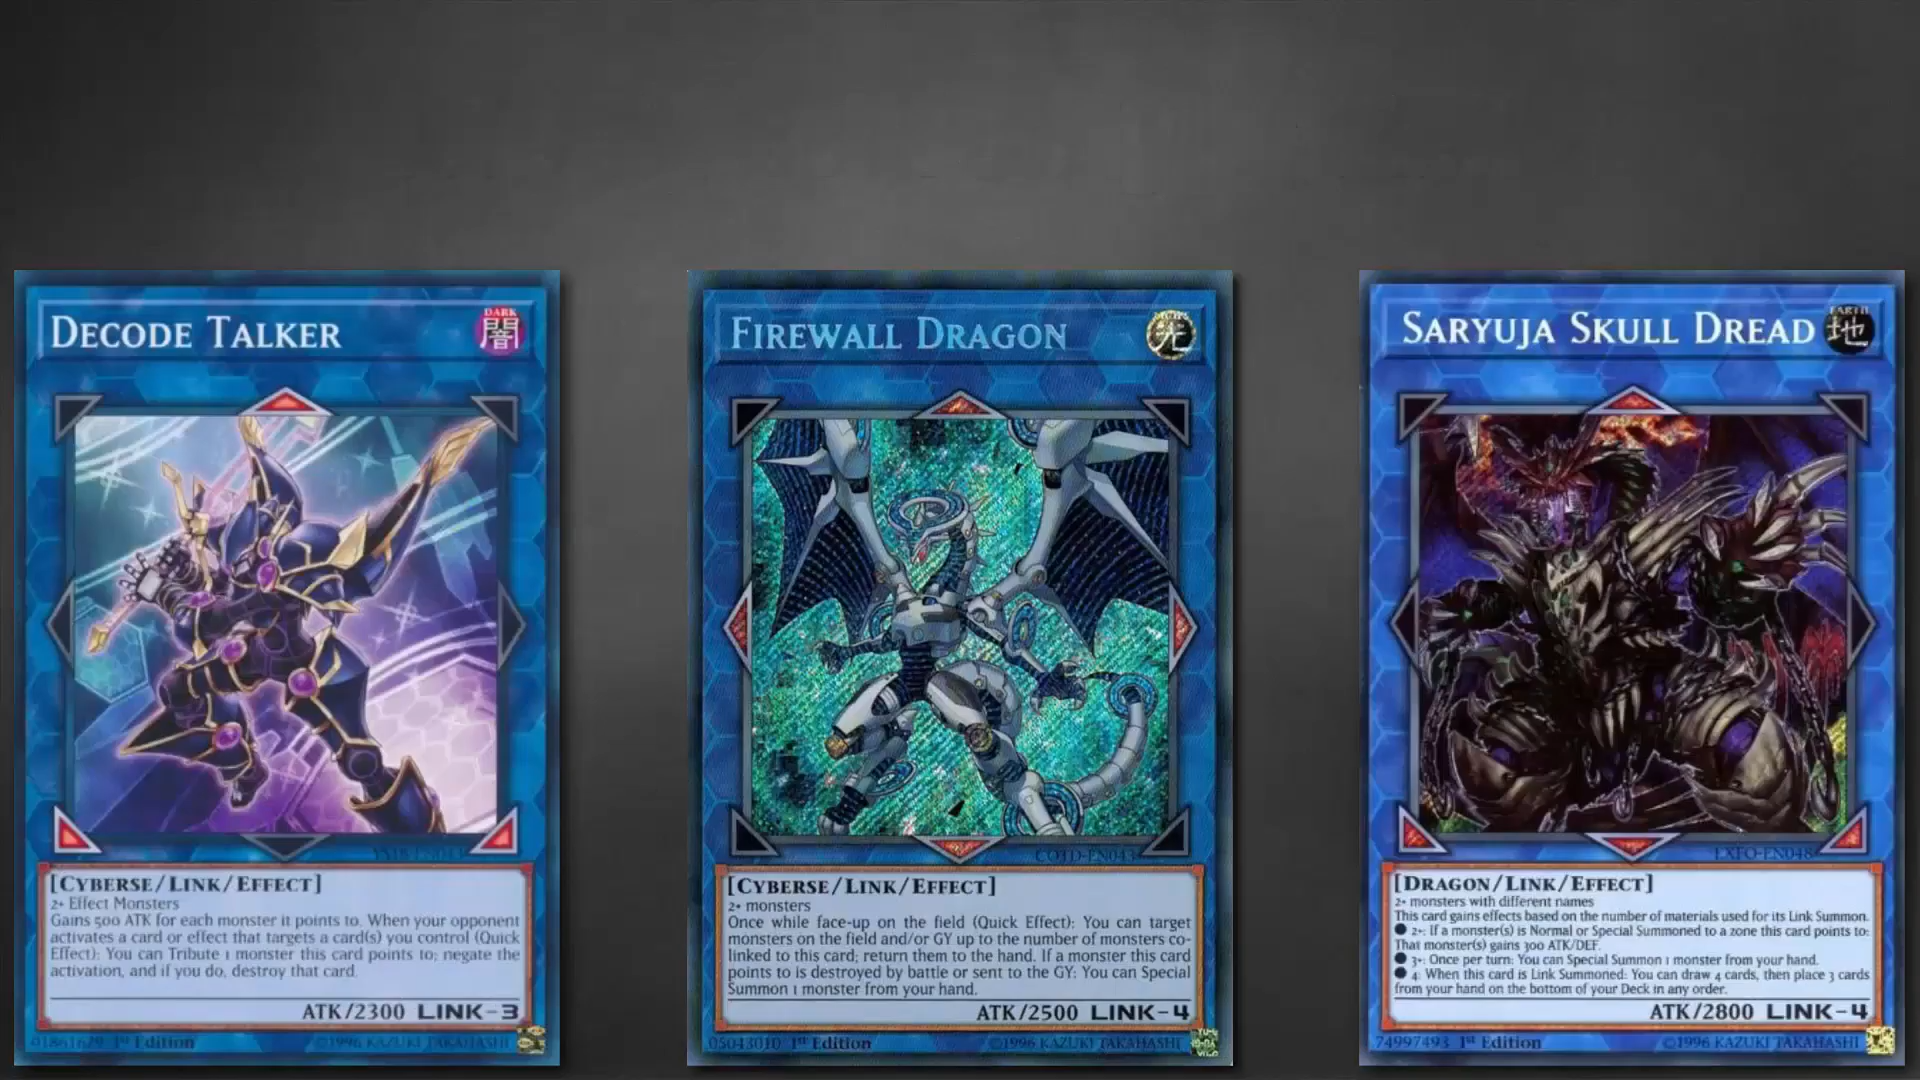 DECODE TALKER
DARK
闇
[CYBERSE/LINK/EFFECT]
2+ Effect Monsters
Gains 500 ATK for each monster it points to. When your opponent
activates a card or effect that targets a card(s) you control (Quick
Effect): You can Tribute 1 monster this card points to; negate the
activation, and if you do, destroy that card.
ATK/2300 LINK-3
01861629 1st Edition
©1996 KAZUKI TAKAHASHI
FIREWALL DRAGON
光
COTD-EN043
[CYBERSE/LINK/EFFECT]
2+ monsters
Once while face-up on the field (Quick Effect): You can target
monsters on the field and/or GY up to the number of monsters co-
linked to this card; return them to the hand. If a monster this card
points to is destroyed by battle or sent to the GY: You can Special
Summon 1 monster from your hand.
ATK/2500 LINK-4
05043010 1st Edition
©1996 KAZUKI TAKAHASHI
SARYUJA SKULL DREAD
EARTH
地
EXFO-EN048
[DRAGON/LINK/EFFECT]
2+ monsters with different names
This card gains effects based on the number of materials used for its Link Summon.
● 2+: If a monster(s) is Normal or Special Summoned to a zone this card points to:
That monster(s) gains 300 ATK/DEF.
● 3+: Once per turn: You can Special Summon 1 monster from your hand.
● 4: When this card is Link Summoned: You can draw 4 cards, then place 3 cards
from your hand on the bottom of your Deck in any order.
ATK/2800 LINK-4
74997493 1st Edition
©1996 KAZUKI TAKAHASHI